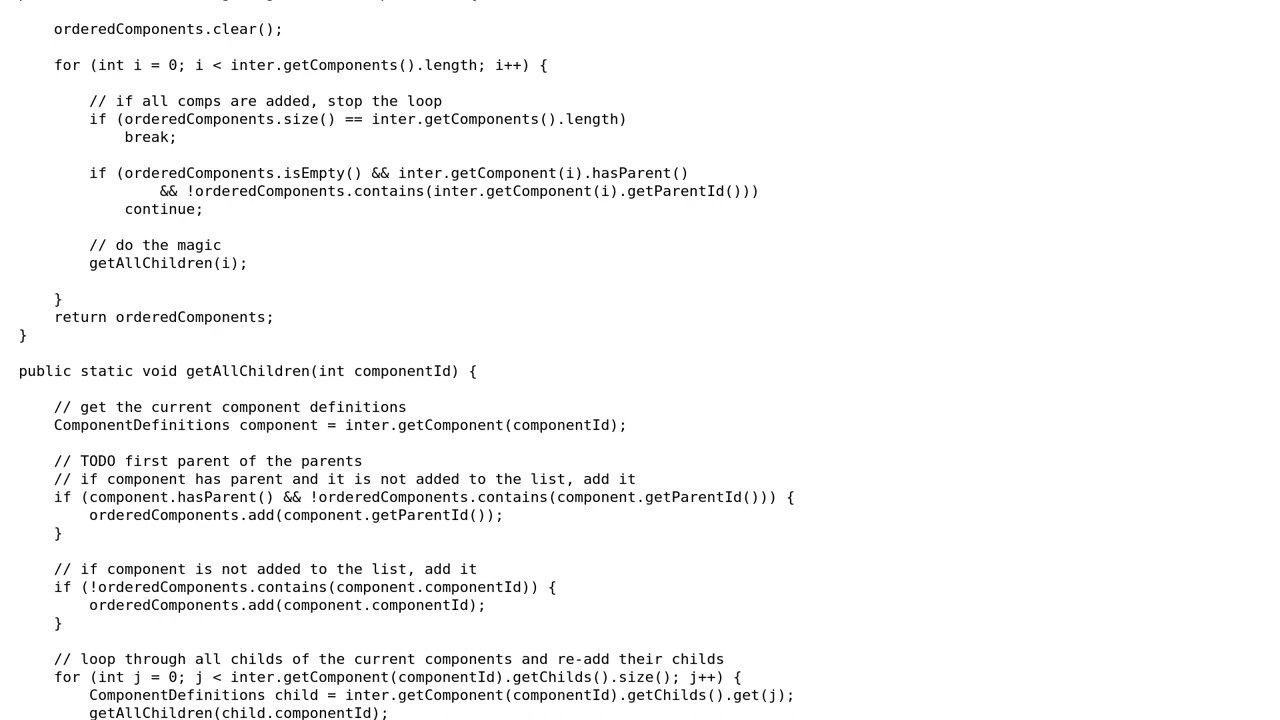 orderedComponents.clear();
for (int i = 0; i < inter.getComponents().length; i++) {
// if all comps are added, stop the loop
if (orderedComponents.size() == inter.getComponents().length)
break;
if (orderedComponents.isEmpty() && inter.getComponent(i).hasParent()
&& !orderedComponents.contains(inter.getComponent(i).getParentId()))
continue;
// do the magic
getAllChildren(i);
}
return orderedComponents;
}
public static void getAllChildren(int componentId) {
// get the current component definitions
ComponentDefinitions component = inter.getComponent(componentId);
// TODO first parent of the parents
// if component has parent and it is not added to the list, add it
if (component.hasParent() && !orderedComponents.contains(component.getParentId())) {
orderedComponents.add(component.getParentId());
}
// if component is not added to the list, add it
if (!orderedComponents.contains(component.componentId)) {
orderedComponents.add(component.componentId);
}
// loop through all childs of the current components and re-add their childs
for (int j = 0; j < inter.getComponent(componentId).getChilds().size(); j++) {
ComponentDefinitions child = inter.getComponent(componentId).getChilds().get(j);
getAllChildren(child.componentId);